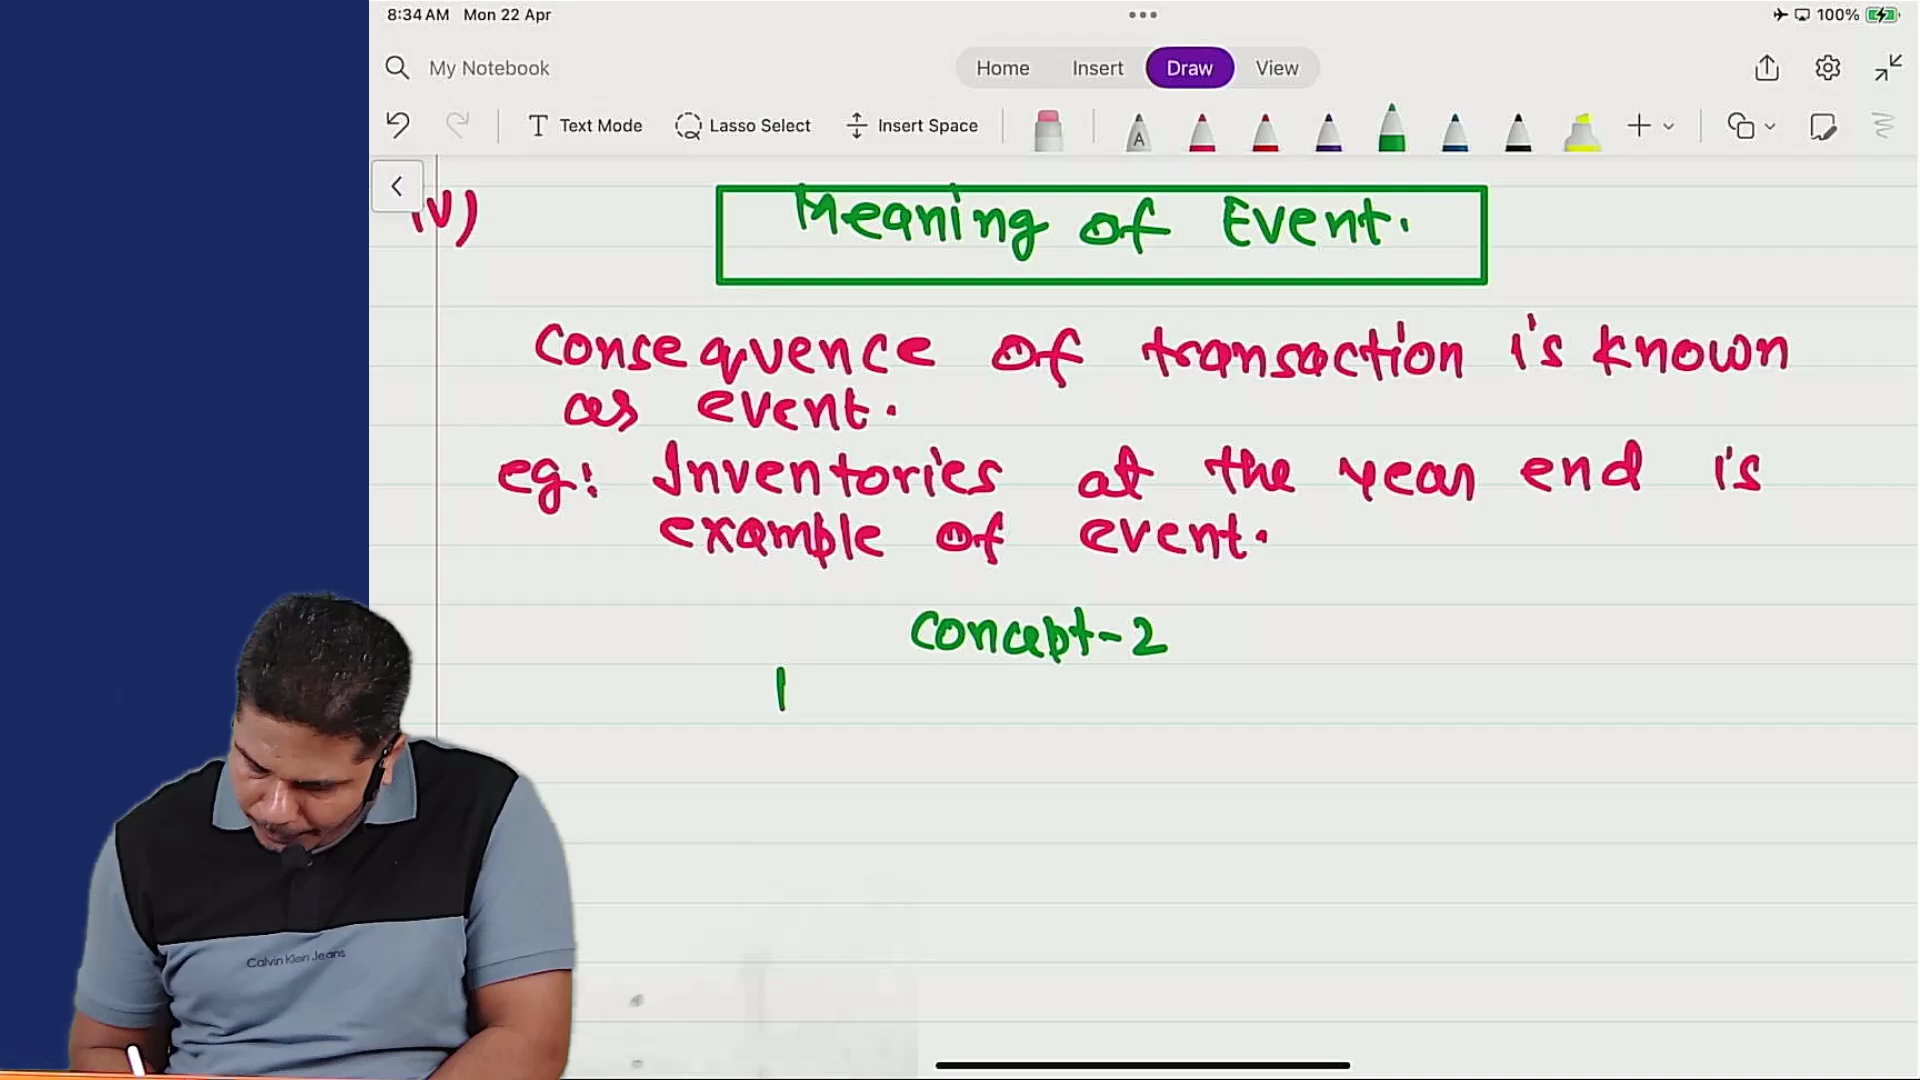 8:34 AM Mon 22 Apr
100%
My Notebook
Home Insert Draw View
T Text Mode Lasso Select Insert Space
A
iv)
Meaning of Event.
Consequence of transaction is known
as event.
eg: Inventories at the year end is
example of event.
Concept-2
Calvin Klein Jeans